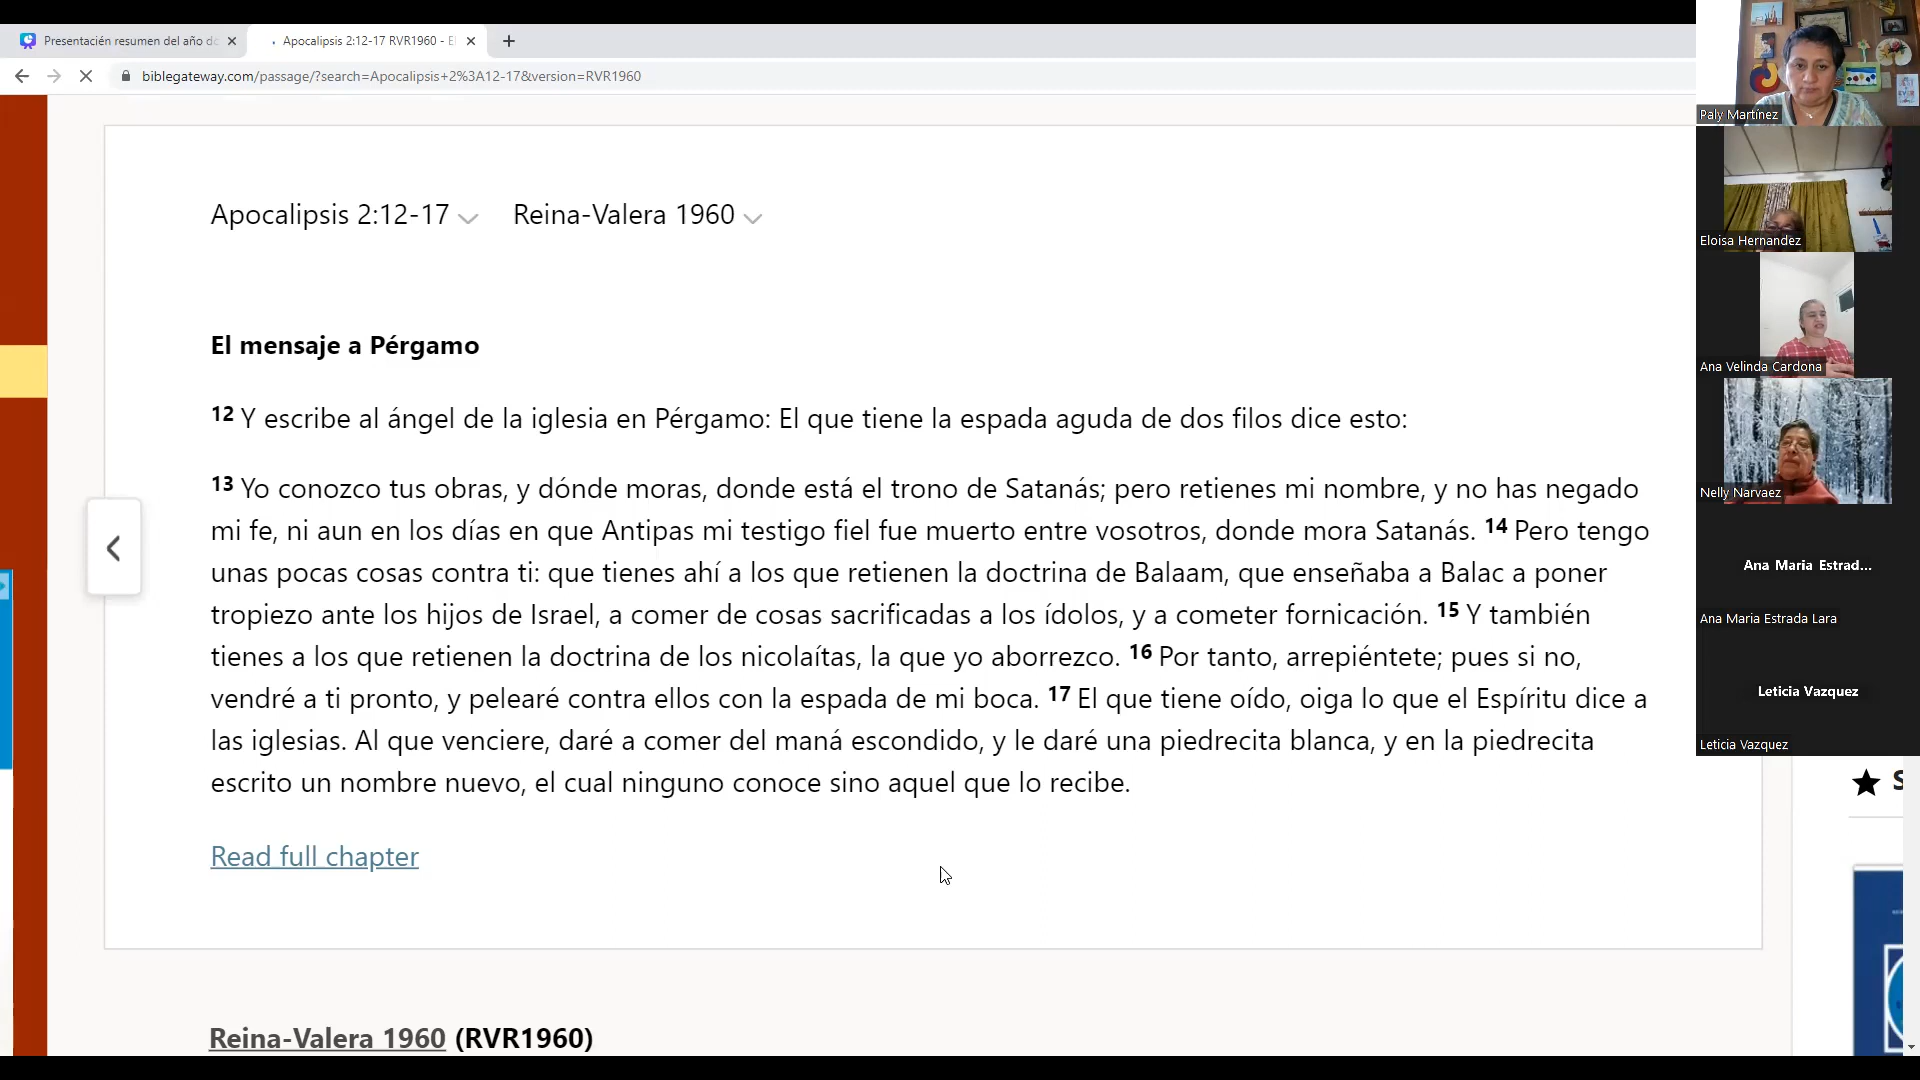 Presentación resumen del año de
Apocalipsis 2:12-17 RVR1960 - El
biblegateway.com/passage/?search=Apocalipsis+2%3A12-17&version=RVR1960
Apocalipsis 2:12-17 Reina-Valera 1960
El mensaje a Pérgamo
12 Y escribe al ángel de la iglesia en Pérgamo: El que tiene la espada aguda de dos filos dice esto:
13 Yo conozco tus obras, y dónde moras, donde está el trono de Satanás; pero retienes mi nombre, y no has negado
mi fe, ni aun en los días en que Antipas mi testigo fiel fue muerto entre vosotros, donde mora Satanás. 14 Pero tengo
unas pocas cosas contra ti: que tienes ahí a los que retienen la doctrina de Balaam, que enseñaba a Balac a poner
tropiezo ante los hijos de Israel, a comer de cosas sacrificadas a los ídolos, y a cometer fornicación. 15 Y también
tienes a los que retienen la doctrina de los nicolaítas, la que yo aborrezco. 16 Por tanto, arrepiéntete; pues si no,
vendré a ti pronto, y pelearé contra ellos con la espada de mi boca. 17 El que tiene oído, oiga lo que el Espíritu dice a
las iglesias. Al que venciere, daré a comer del maná escondido, y le daré una piedrecita blanca, y en la piedrecita
escrito un nombre nuevo, el cual ninguno conoce sino aquel que lo recibe.
Read full chapter
Reina-Valera 1960 (RVR1960)
Paly Martínez
Eloisa Hernandez
Ana Velinda Cardona
Nelly Narvaez
Ana Maria Estrad...
Ana Maria Estrada Lara
Leticia Vazquez
Leticia Vazquez